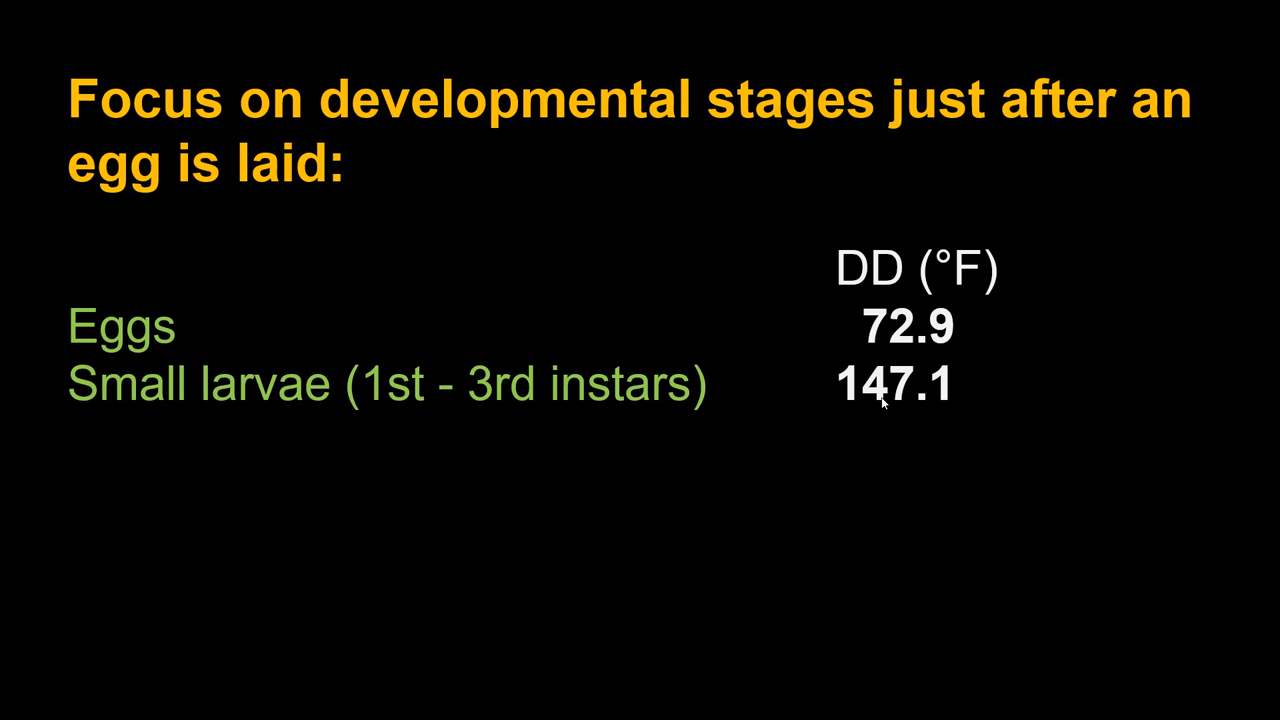 Focus on developmental stages just after an
egg is laid:
DD (°F)
Eggs 72.9
Small larvae (1st - 3rd instars) 147.1